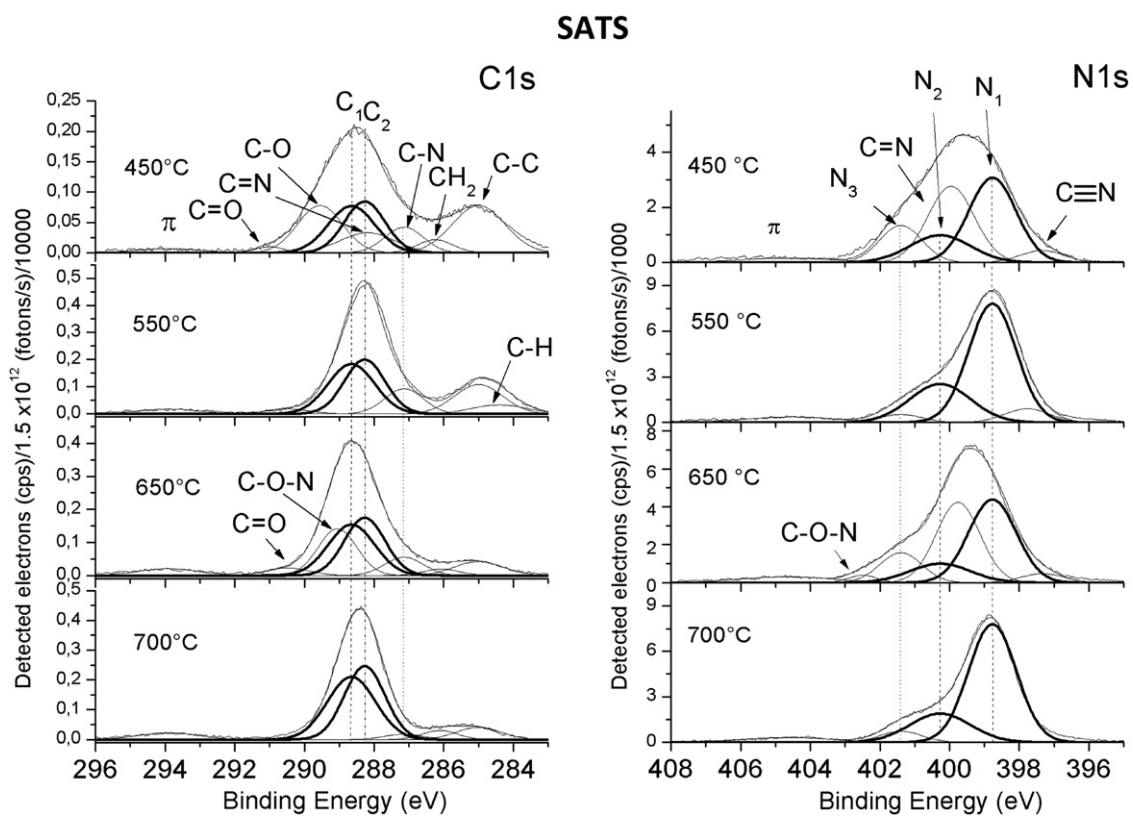 SATS
C1s
Detected electrons (cps)/1.5 x10¹² (fotons/s)/10000
0,25
0,20
0,15
0,10
0,05
0,00
450°C
C₁C₂
C-O
C=N
C=O
π
C-N
CH₂
C-C
0,5
0,4
0,3
0,2
0,1
0,0
550°C
C-H
0,4
0,3
0,2
0,1
0,0
650°C
C-O-N
C=O
0,5
0,4
0,3
0,2
0,1
0,0
700°C
296 294 292 290 288 286 284
Binding Energy (eV)
N1s
Detected electrons (cps)/1.5 x10¹² (fotons/s)/1000
4
2
0
450 °C
N₂
N₁
C=N
N₃
π
C≡N
9
6
3
0
550 °C
8
6
4
2
0
650 °C
C-O-N
9
6
3
0
700°C
408 406 404 402 400 398 396
Binding Energy (eV)